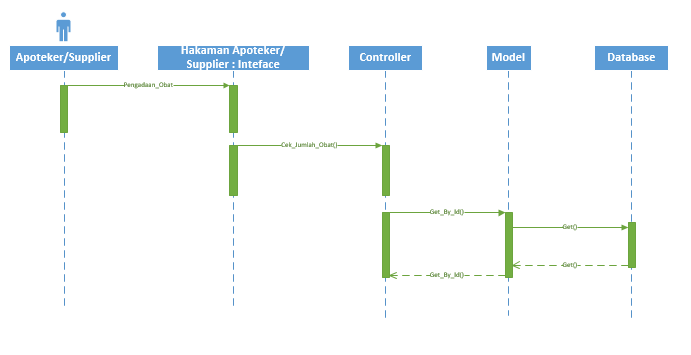 Apoteker/Supplier
Hakaman Apoteker/
Supplier : Inteface
Controller
Model
Database
Pengadaan_Obat
Cek_Jumlah_Obat()
Get_By_Id()
Get()
Get()
Get_By_Id()